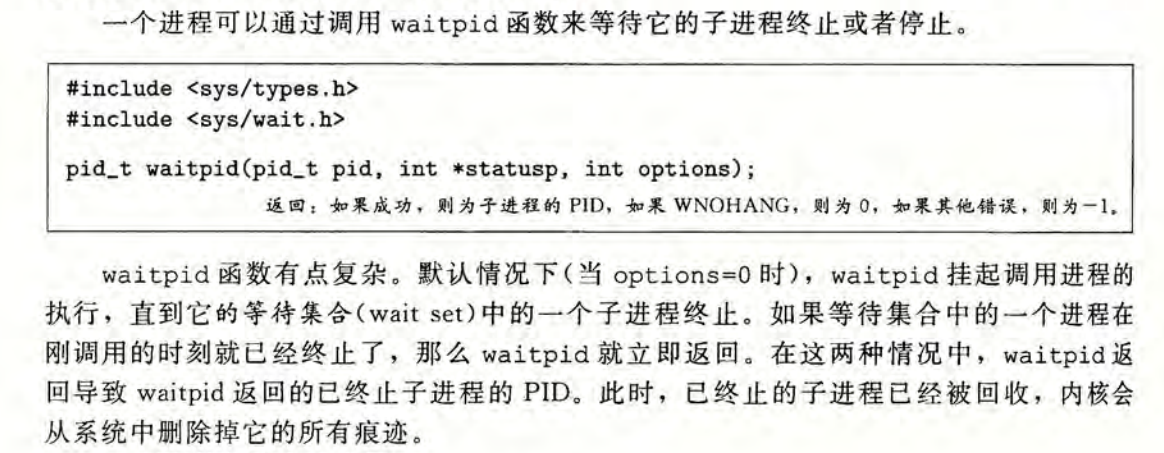 一个进程可以通过调用 waitpid 函数来等待它的子进程终止或者停止。
#include <sys/types.h>
#include <sys/wait.h>
pid_t waitpid(pid_t pid, int *statusp, int options);
返回：如果成功，则为子进程的 PID，如果 WNOHANG，则为 0，如果其他错误，则为－1。
waitpid 函数有点复杂。默认情况下(当 options=0 时)，waitpid 挂起调用进程的
执行，直到它的等待集合(wait set)中的一个子进程终止。如果等待集合中的一个进程在
刚调用的时刻就已经终止了，那么 waitpid 就立即返回。在这两种情况中，waitpid 返
回导致 waitpid 返回的已终止子进程的 PID。此时，已终止的子进程已经被回收，内核会
从系统中删除掉它的所有痕迹。